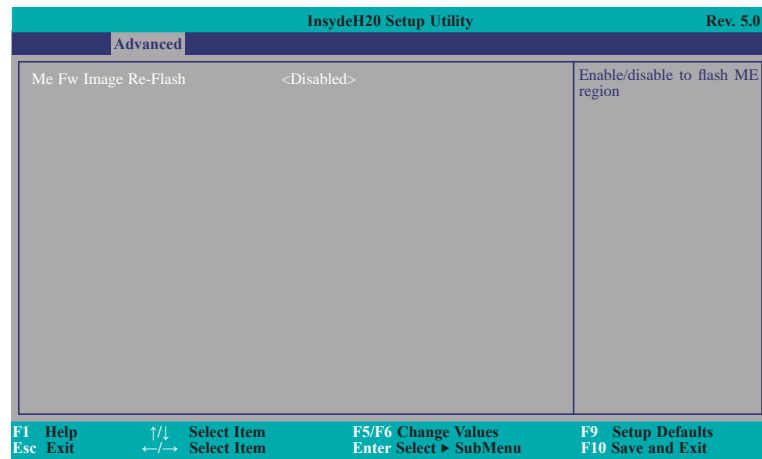 InsydeH20 Setup Utility Rev. 5.0
Advanced
Me Fw Image Re-Flash <Disabled>
Enable/disable to flash ME
region
F1 Help ↑/↓ Select Item F5/F6 Change Values F9 Setup Defaults
Esc Exit ←/→ Select Item Enter Select ► SubMenu F10 Save and Exit